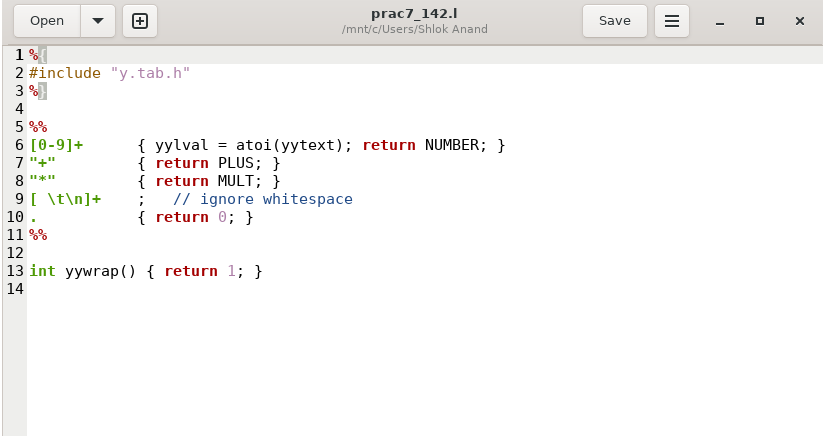 Open
prac7_142.l
/mnt/c/Users/Shlok Anand
Save
1 %{
2 #include "y.tab.h"
3 %}
4
5 %%
6 [0-9]+      { yylval = atoi(yytext); return NUMBER; }
7 "+"         { return PLUS; }
8 "*"         { return MULT; }
9 [ \t\n]+    ;   // ignore whitespace
10 .           { return 0; }
11 %%
12
13 int yywrap() { return 1; }
14